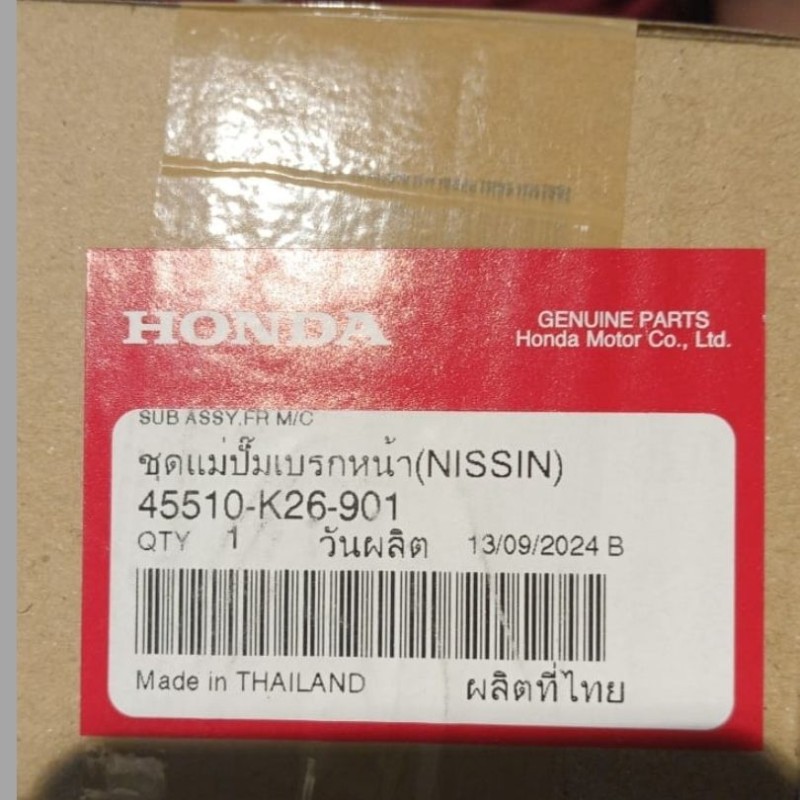 HONDA
GENUINE PARTS
Honda Motor Co., Ltd.
SUB ASSY,FR M/C
ชุดแม่ปั๊มเบรกหน้า(NISSIN)
45510-K26-901
QTY 1 วันผลิต 13/09/2024 B
Made in THAILAND ผลิตที่ไทย